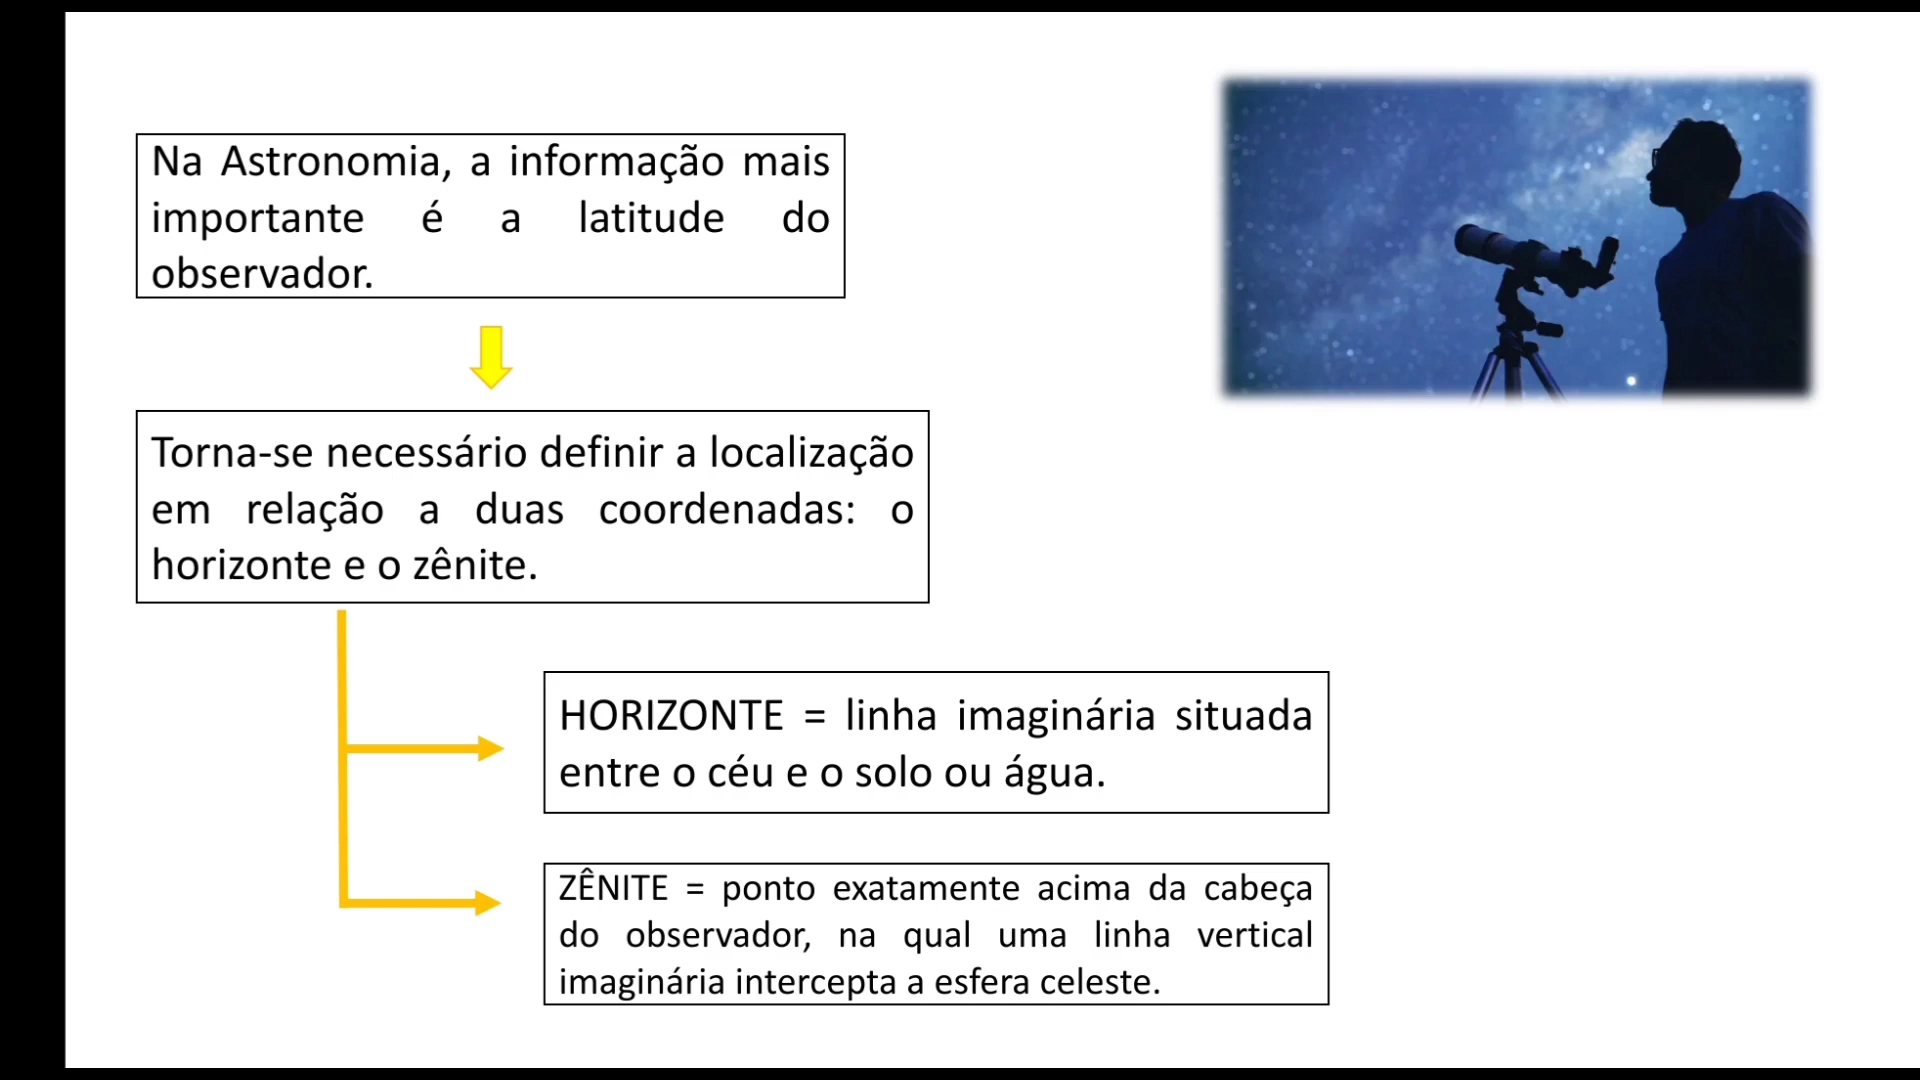 Na Astronomia, a informação mais
importante é a latitude do
observador.
Torna-se necessário definir a localização
em relação a duas coordenadas: o
horizonte e o zênite.
HORIZONTE = linha imaginária situada
entre o céu e o solo ou água.
ZÊNITE = ponto exatamente acima da cabeça
do observador, na qual uma linha vertical
imaginária intercepta a esfera celeste.